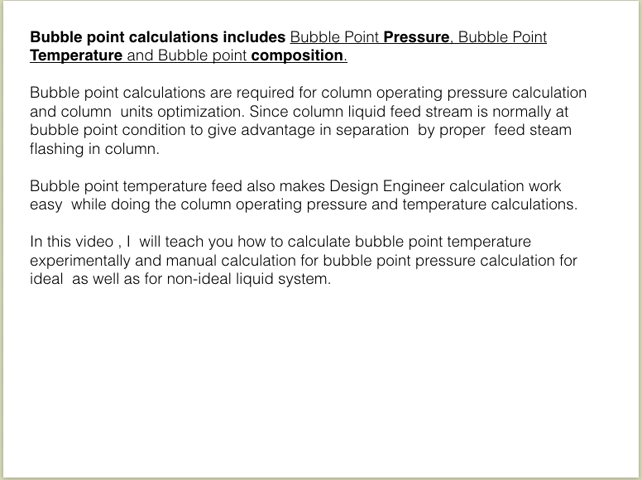 Bubble point calculations includes Bubble Point Pressure, Bubble Point
Temperature and Bubble point composition.
Bubble point calculations are required for column operating pressure calculation
and column  units optimization. Since column liquid feed stream is normally at
bubble point condition to give advantage in separation  by proper  feed steam
flashing in column.
Bubble point temperature feed also makes Design Engineer calculation work
easy  while doing the column operating pressure and temperature calculations.
In this video , I  will teach you how to calculate bubble point temperature
experimentally and manual calculation for bubble point pressure calculation for
ideal  as well as for non-ideal liquid system.